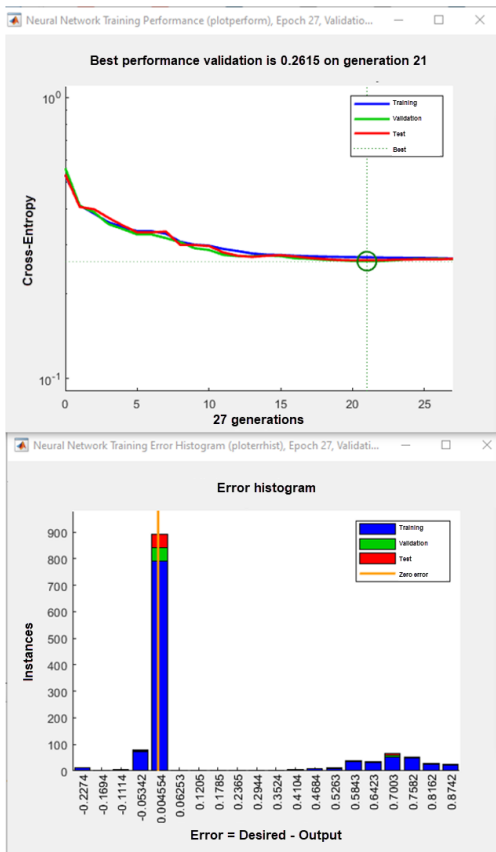 Neural Network Training Performance (plotperform), Epoch 27, Validatio...
Best performance validation is 0.2615 on generation 21
10^0
10^-1
Cross-Entropy
Training
Validation
Test
Best
0 5 10 15 20 25
27 generations
Neural Network Training Error Histogram (ploterrhist), Epoch 27, Validati...
Error histogram
900
800
700
600
500
400
300
200
100
0
Instances
Training
Validation
Test
Zero error
-0.2274
-0.1694
-0.1114
-0.05342
0.004554
0.06253
0.1205
0.1785
0.2365
0.2944
0.3524
0.4104
0.4684
0.5263
0.5843
0.6423
0.7003
0.7582
0.8162
0.8742
Error = Desired - Output